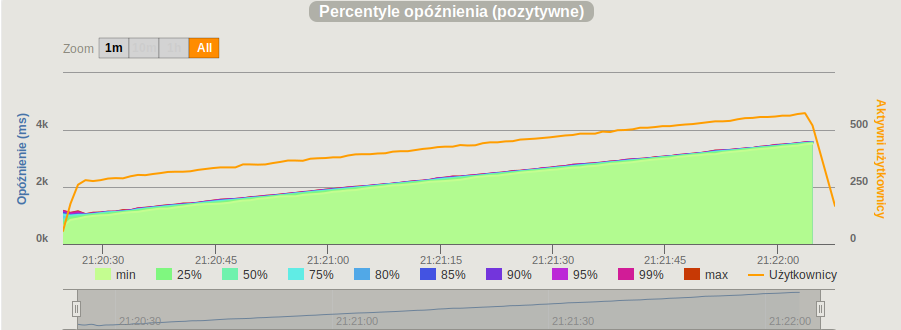 Percentyle opóźnienia (pozytywne)
Zoom 1m 10m 1h All
Opóźnienie (ms)
4k
2k
0k
Aktywni użytkownicy
500
250
0
21:20:30 21:20:45 21:21:00 21:21:15 21:21:30 21:21:45 21:22:00
min 25% 50% 75% 80% 85% 90% 95% 99% max Użytkownicy
21:20:30 21:21:00 21:21:30 21:22:00